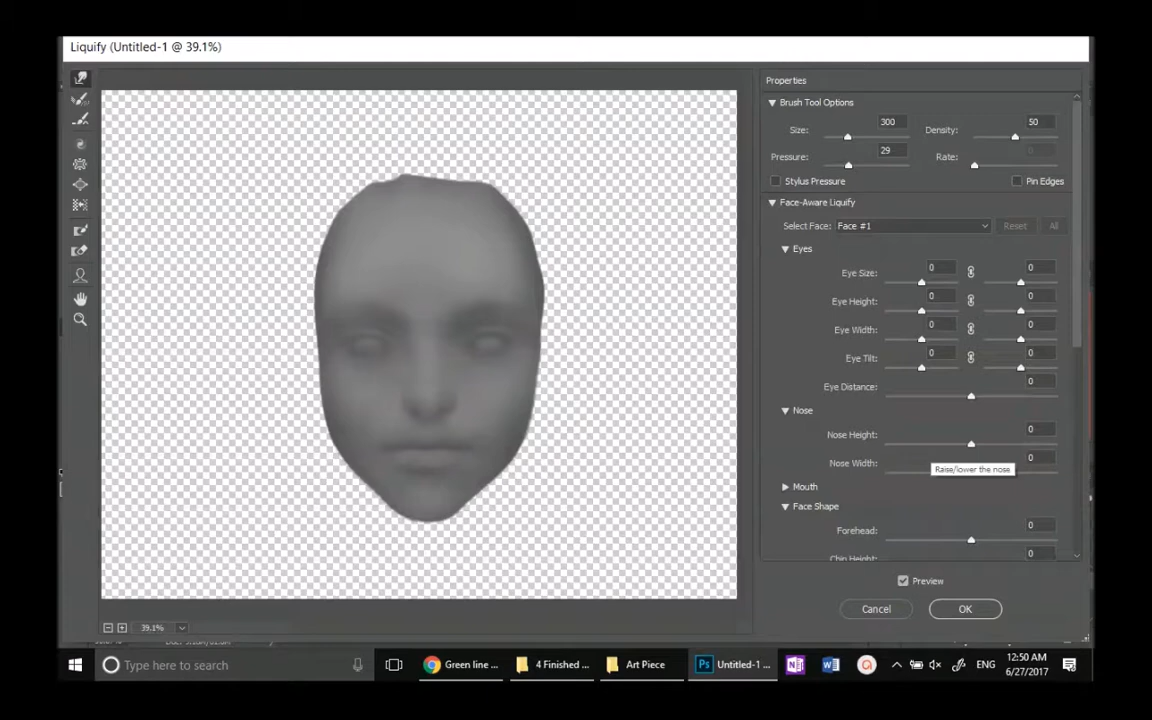 Liquify (Untitled-1 @ 39.1%)
Properties
Brush Tool Options
Size: 300 Density: 50
Pressure: 29 Rate: 0
Stylus Pressure Pin Edges
Face-Aware Liquify
Select Face: Face #1 Reset All
Eyes
Eye Size: 0 0
Eye Height: 0 0
Eye Width: 0 0
Eye Tilt: 0 0
Eye Distance: 0
Nose
Nose Height: 0
Nose Width: 0
Raise/lower the nose
Mouth
Face Shape
Forehead: 0
Chin Height: 0
Preview
Cancel OK
39.1%
Type here to search
Green line ...
4 Finished ...
Art Piece
Ps Untitled-1 ...
ENG
12:50 AM
6/27/2017